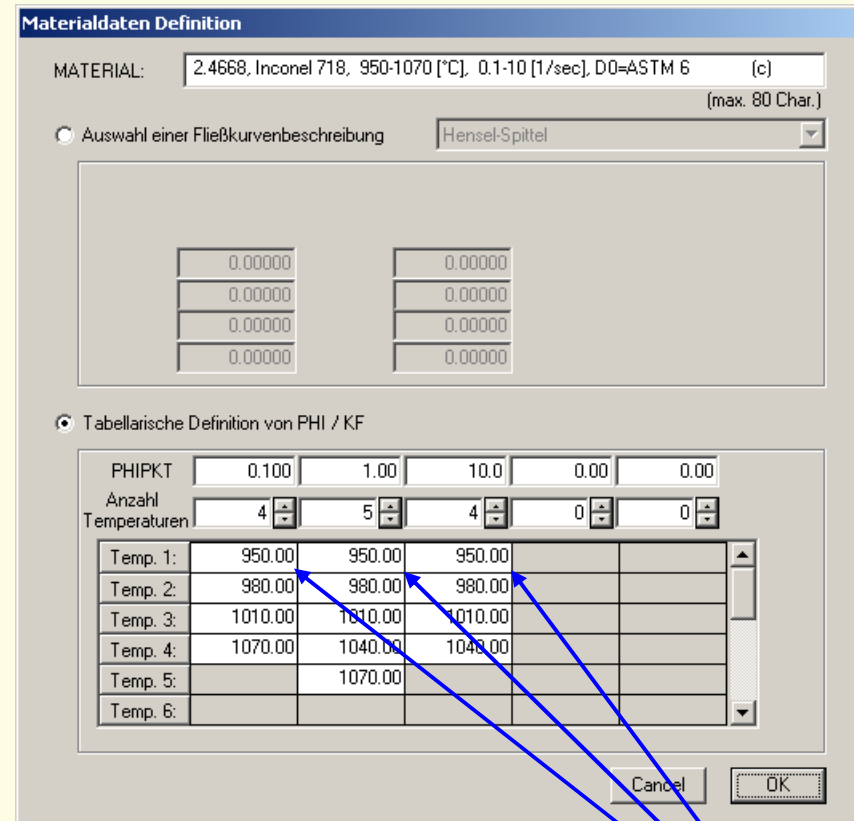 Materialdaten Definition
MATERIAL: 2.4668, Inconel 718, 950-1070 [°C], 0.1-10 [1/sec], D0=ASTM 6 (c)
(max. 80 Char.)
Auswahl einer Fließkurvenbeschreibung Hensel-Spittel
0.00000 0.00000
0.00000 0.00000
0.00000 0.00000
0.00000 0.00000
Tabellarische Definition von PHI / KF
PHIPKT 0.100 1.00 10.0 0.00 0.00
Anzahl
Temperaturen 4 5 4 0 0
Temp. 1: 950.00 950.00 950.00
Temp. 2: 980.00 980.00 980.00
Temp. 3: 1010.00 1010.00 1010.00
Temp. 4: 1070.00 1040.00 1040.00
Temp. 5: 1070.00
Temp. 6:
Cancel OK